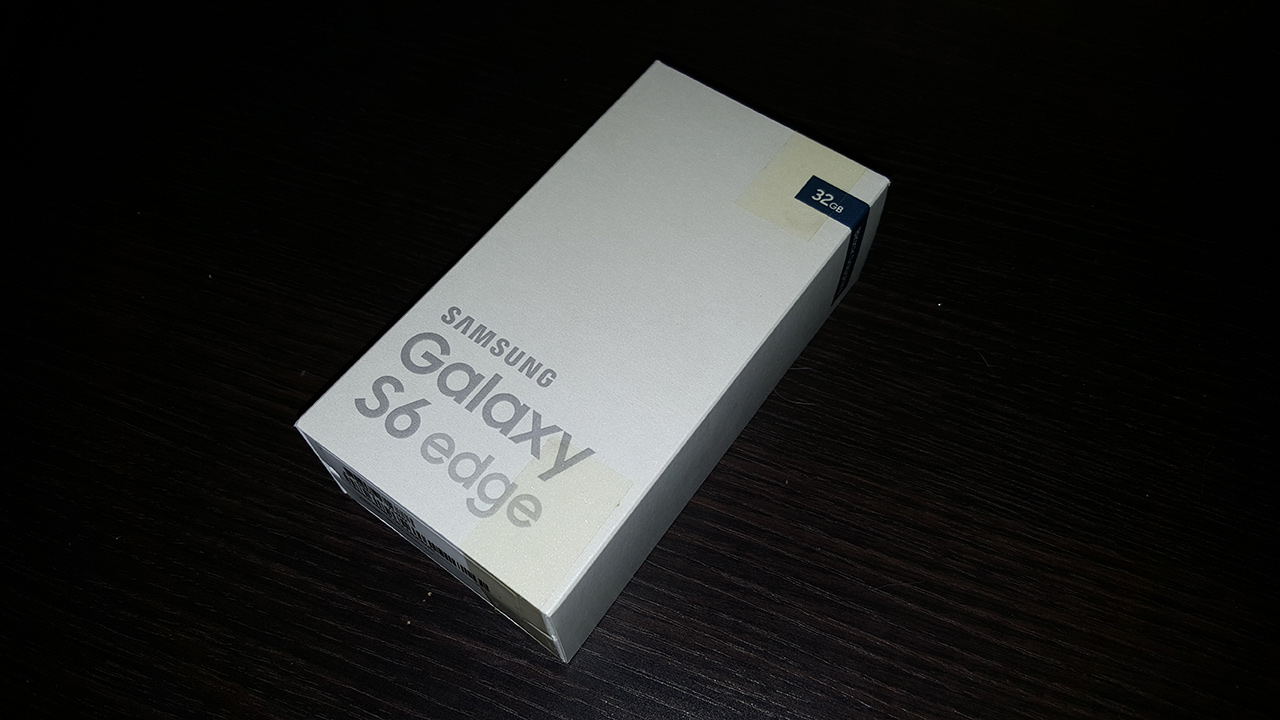 32GB
SAMSUNG
Galaxy
S6 edge